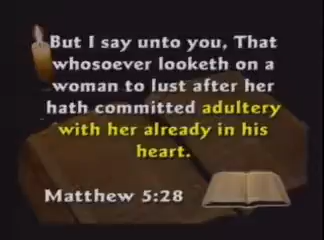 But I say unto you, That
whosoever looketh on a
woman to lust after her
hath committed adultery
with her already in his
heart.
Matthew 5:28